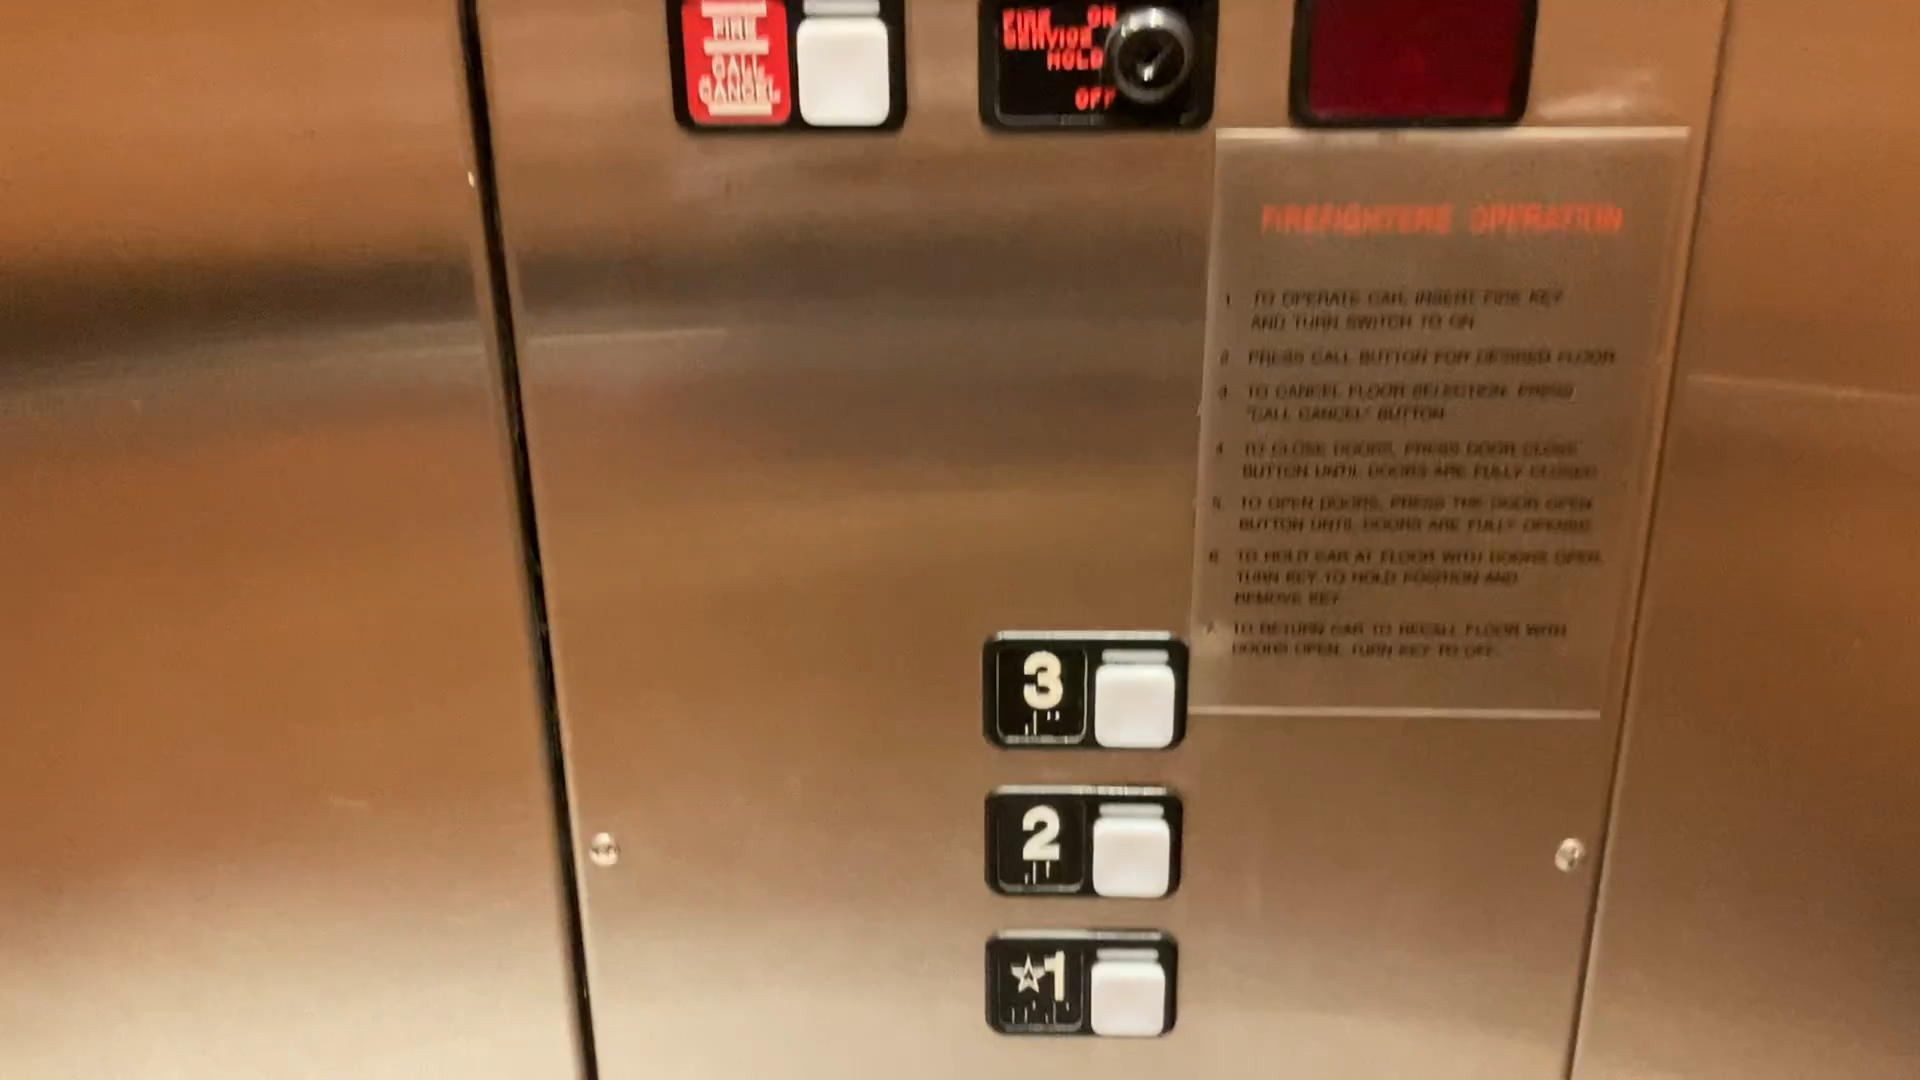 FIRE
CALL
CANCEL
FIRE ON
SERVICE
HOLD
OFF
FIREFIGHTERS OPERATION
1. TO OPERATE CAR, INSERT FIRE KEY
AND TURN SWITCH TO ON
2. PRESS CALL BUTTON FOR DESIRED FLOOR
3. TO CANCEL FLOOR SELECTION, PRESS
"CALL CANCEL" BUTTON
4. TO CLOSE DOORS, PRESS DOOR CLOSE
BUTTON UNTIL DOORS ARE FULLY CLOSED
5. TO OPEN DOORS, PRESS THE DOOR OPEN
BUTTON UNTIL DOORS ARE FULLY OPENED
6. TO HOLD CAR AT FLOOR WITH DOORS OPEN,
TURN KEY TO HOLD POSITION AND
REMOVE KEY
7. TO RETURN CAR TO RECALL FLOOR WITH
DOORS OPEN, TURN KEY TO OFF.
3
2
☆1